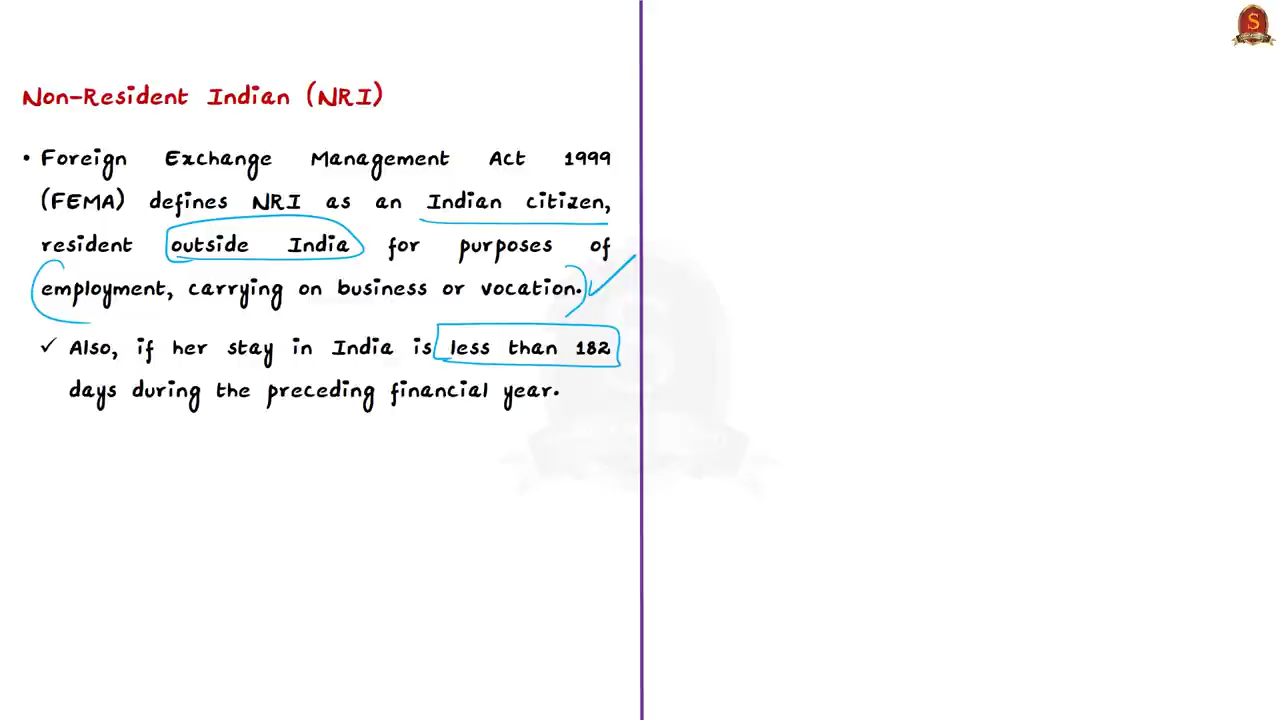 Non-Resident Indian (NRI)
• Foreign Exchange Management Act 1999
(FEMA) defines NRI as an Indian citizen,
resident outside India for purposes of
employment, carrying on business or vocation.
✓ Also, if her stay in India is less than 182
days during the preceding financial year.
S